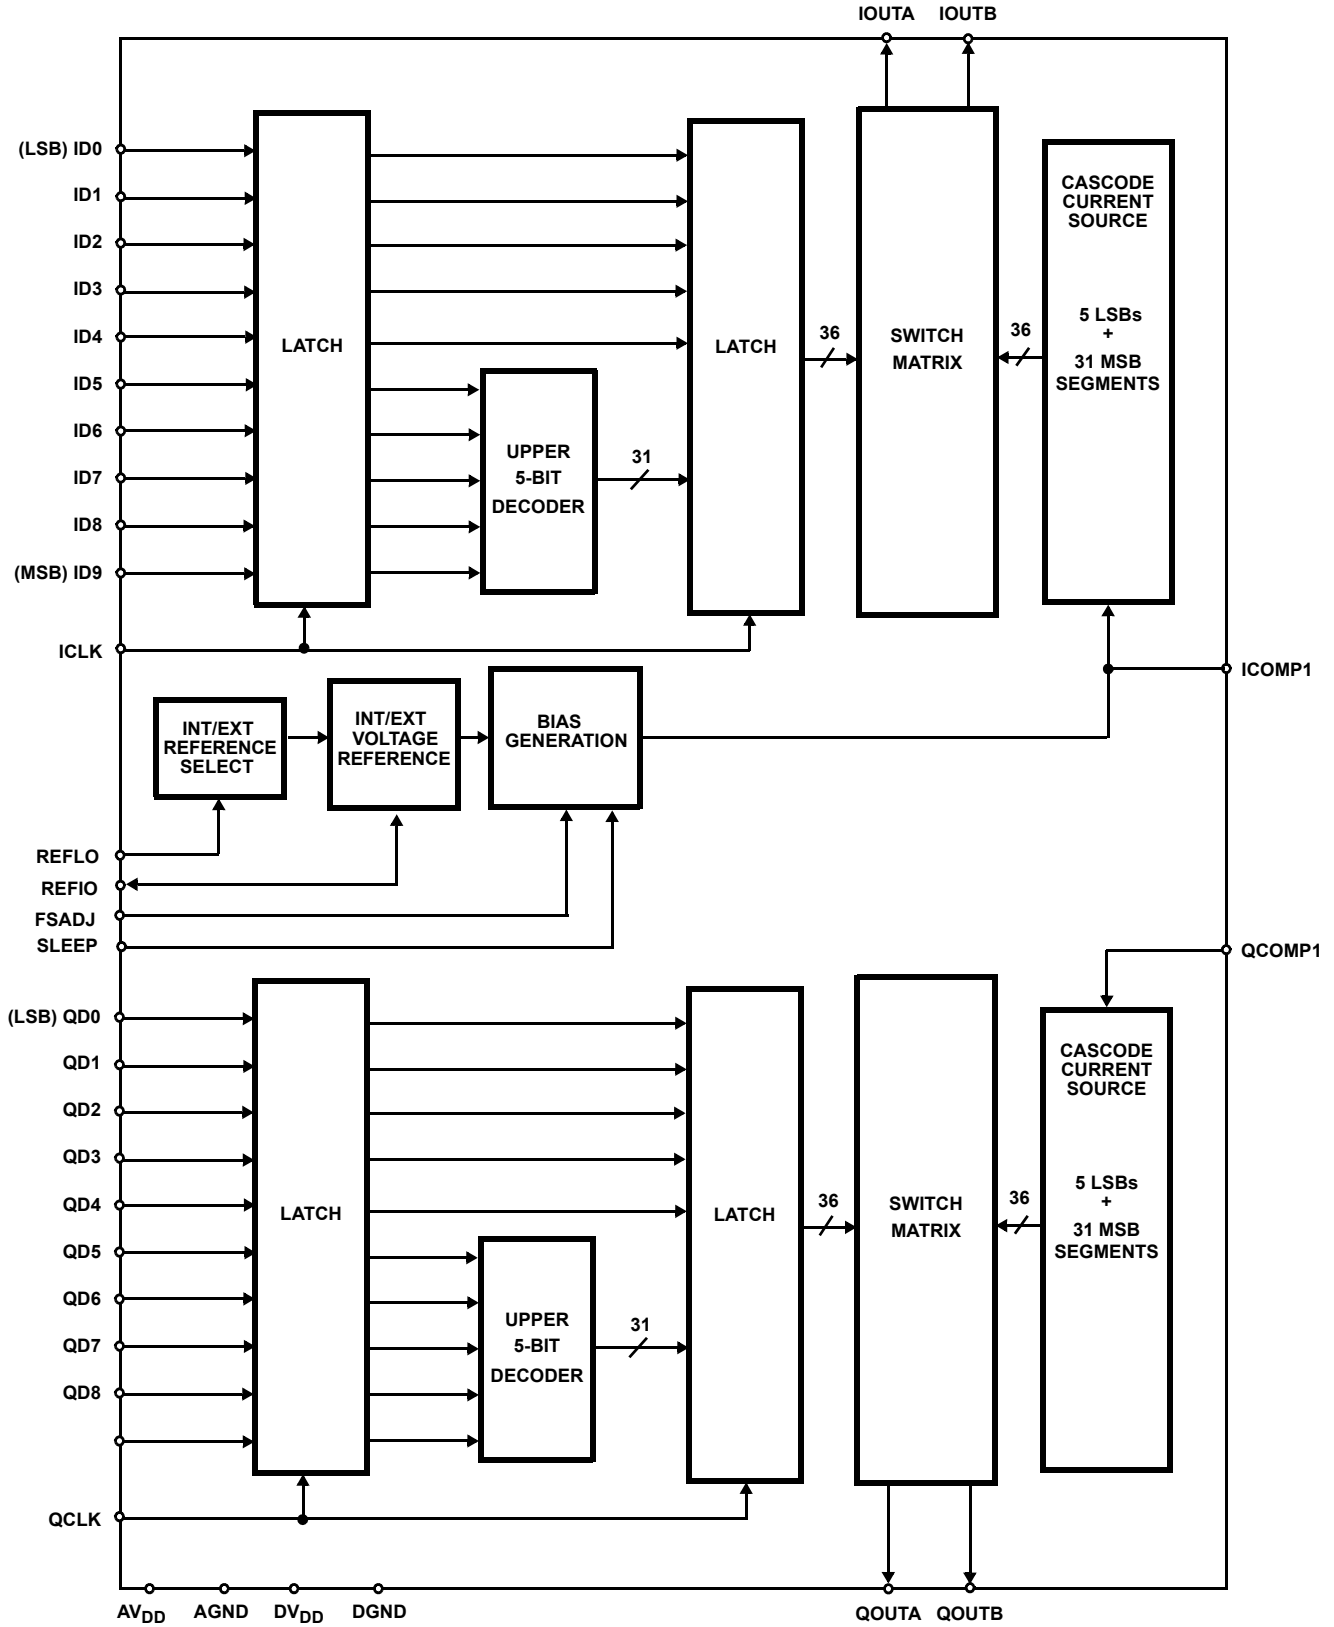 IOUTA IOUTB
(LSB) ID0
ID1
ID2
ID3
ID4
ID5
ID6
ID7
ID8
(MSB) ID9
ICLK
LATCH
UPPER
5-BIT
DECODER
31
LATCH
36
SWITCH
MATRIX
36
CASCODE
CURRENT
SOURCE
5 LSBs
+
31 MSB
SEGMENTS
ICOMP1
INT/EXT
REFERENCE
SELECT
INT/EXT
VOLTAGE
REFERENCE
BIAS
GENERATION
REFLO
REFIO
FSADJ
SLEEP
QCOMP1
(LSB) QD0
QD1
QD2
QD3
QD4
QD5
QD6
QD7
QD8
QCLK
LATCH
UPPER
5-BIT
DECODER
31
LATCH
36
SWITCH
MATRIX
36
CASCODE
CURRENT
SOURCE
5 LSBs
+
31 MSB
SEGMENTS
AVDD AGND DVDD DGND QOUTA QOUTB